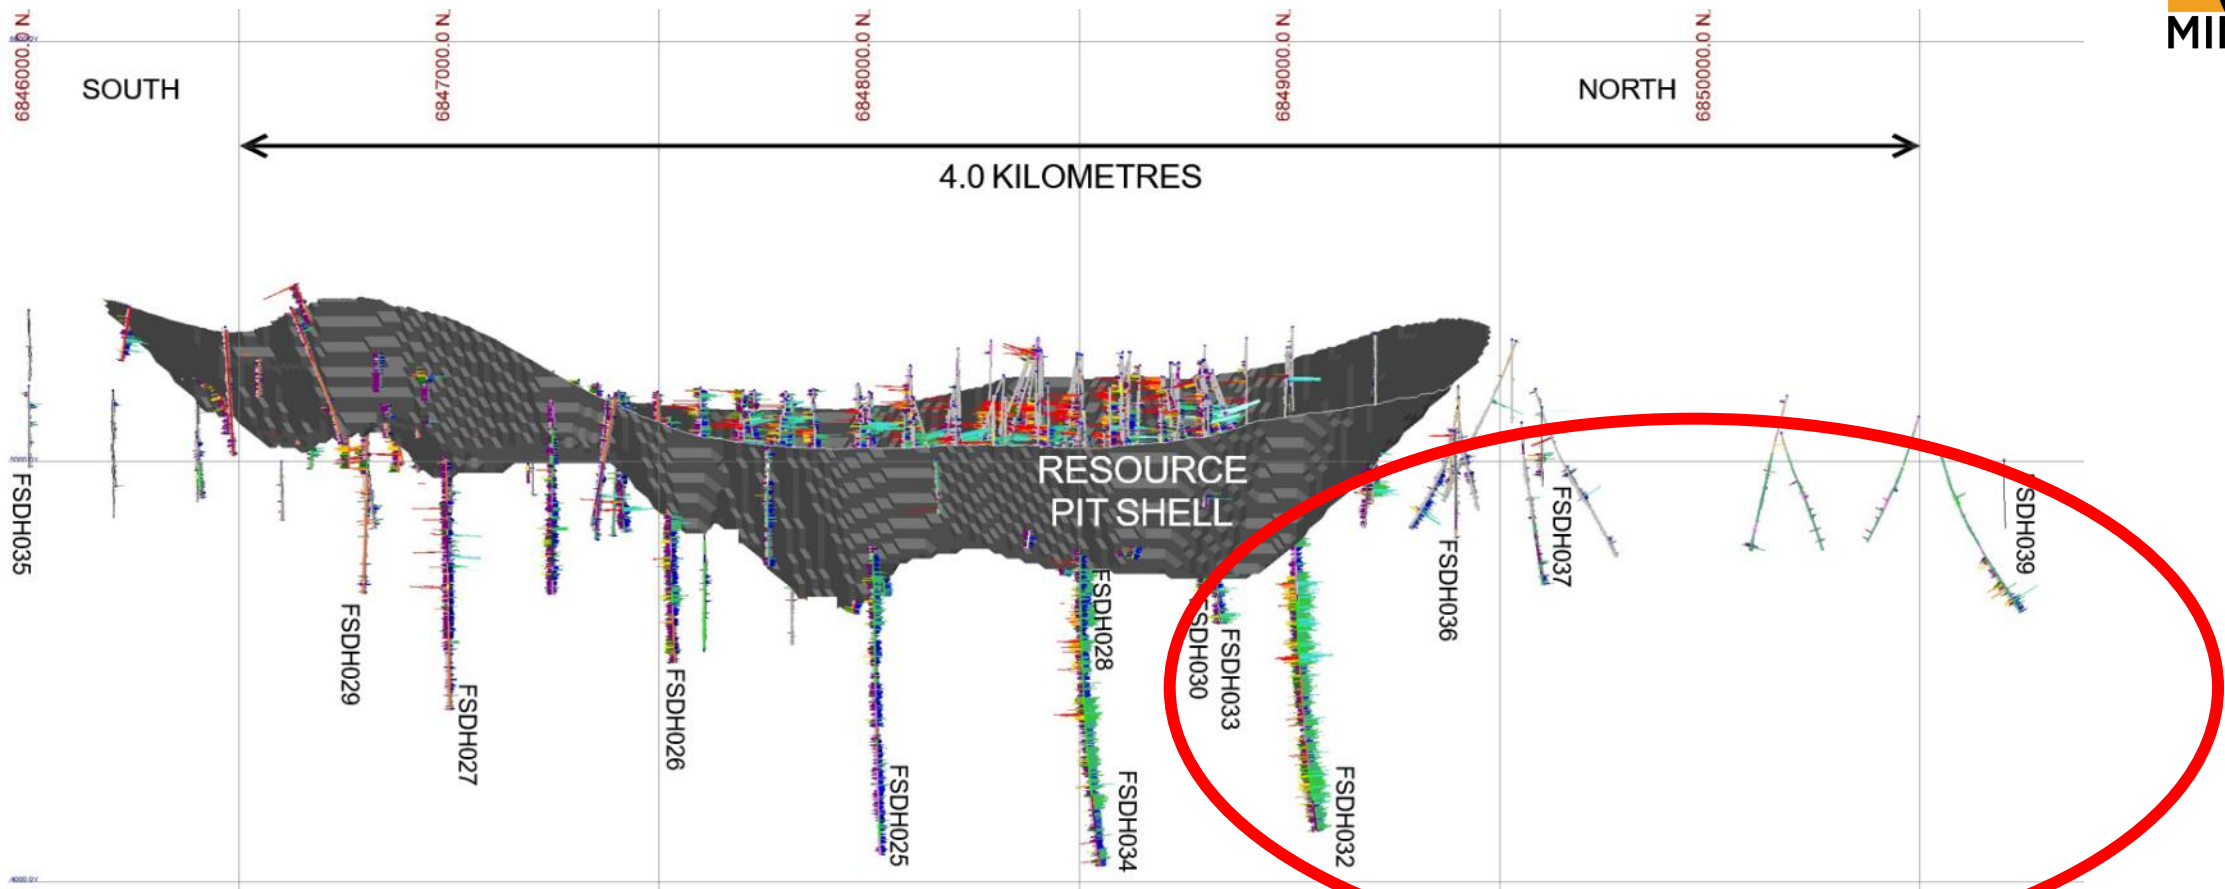 6846000.0 N
6847000.0 N
6848000.0 N
6849000.0 N
6850000.0 N
MI
SOUTH
NORTH
4.0 KILOMETRES
RESOURCE
PIT SHELL
FSDH035
FSDH029
FSDH027
FSDH026
FSDH025
FSDH028
FSDH034
FSDH030
FSDH033
FSDH032
FSDH036
FSDH037
SDH039